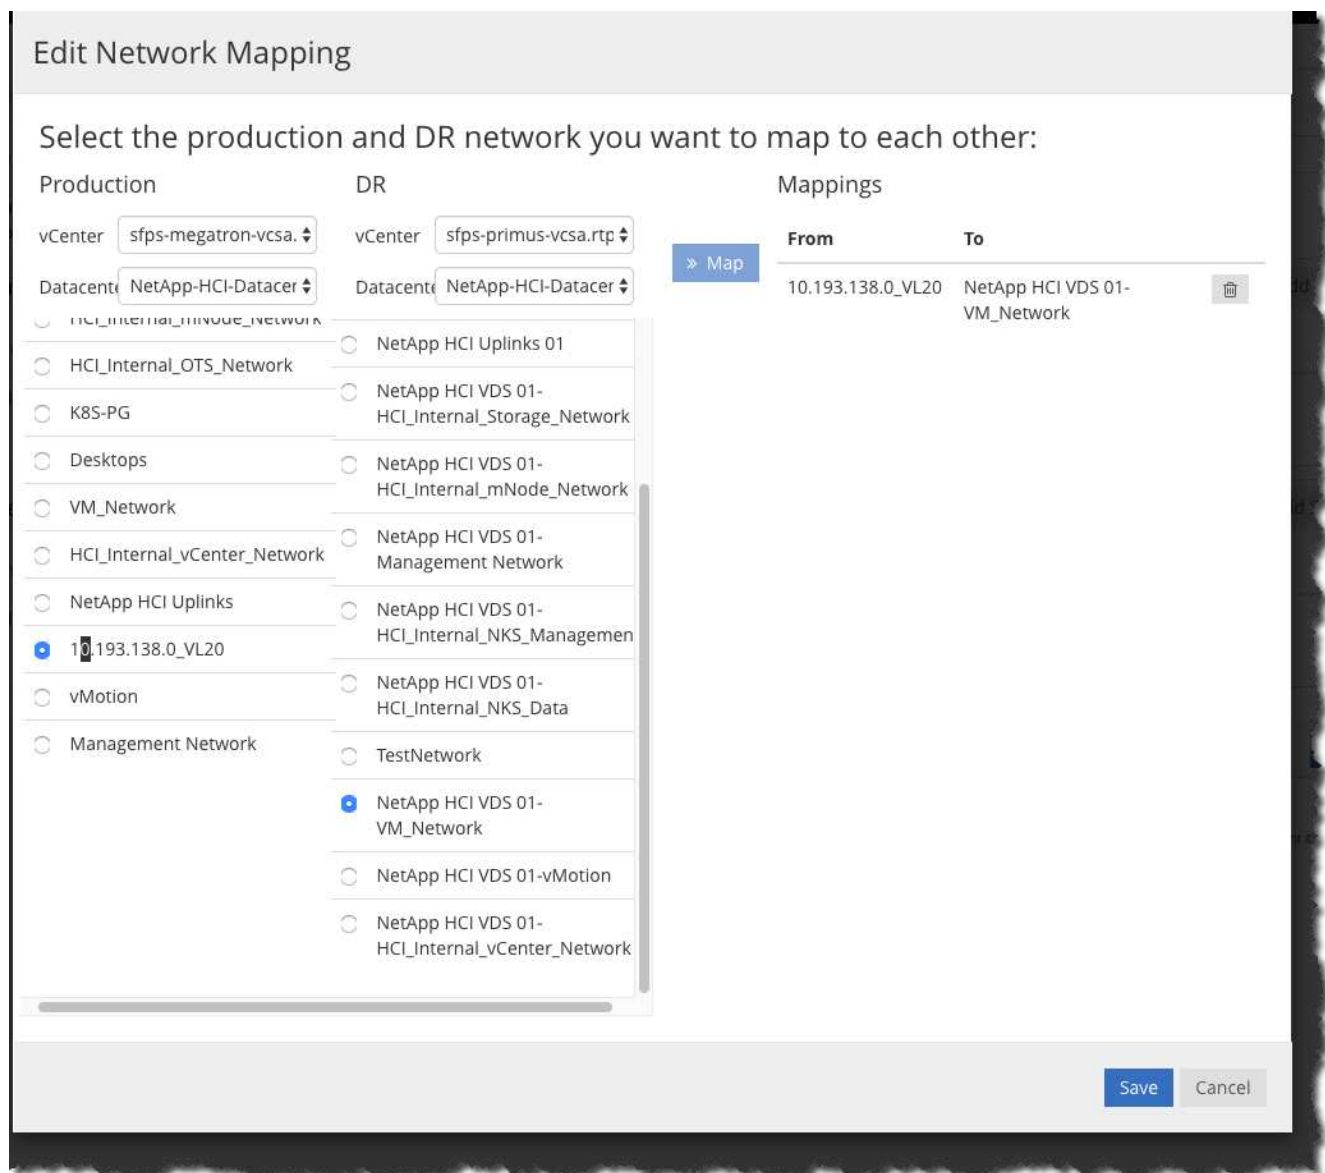 Edit Network Mapping
Select the production and DR network you want to map to each other:
Production
vCenter
sfps-megatron-vcsa.
NetApp-HCI-Datacer
HCI_Internal_mNode_Network
HCI_Internal_OTS_Network
K8S-PG
Desktops
VM_Network
HCI_Internal_vCenter_Network
NetApp HCI Uplinks
10.193.138.0_VL20
vMotion
Management Network
DR
vCenter
sfps-primus-vcsa.rtp
NetApp-HCI-Datacer
NetApp HCI Uplinks 01
NetApp HCI VDS 01-
HCI_Internal_Storage_Network
NetApp HCI VDS 01-
HCI_Internal_mNode_Network
NetApp HCI VDS 01-
Management Network
NetApp HCI VDS 01-
HCI_Internal_NKS_Managemen
NetApp HCI VDS 01-
HCI_Internal_NKS_Data
TestNetwork
NetApp HCI VDS 01-
VM_Network
NetApp HCI VDS 01-vMotion
NetApp HCI VDS 01-
HCI_Internal_vCenter_Network
» Map
Mappings
From
To
10.193.138.0_VL20
NetApp HCI VDS 01-
VM_Network
Save
Cancel